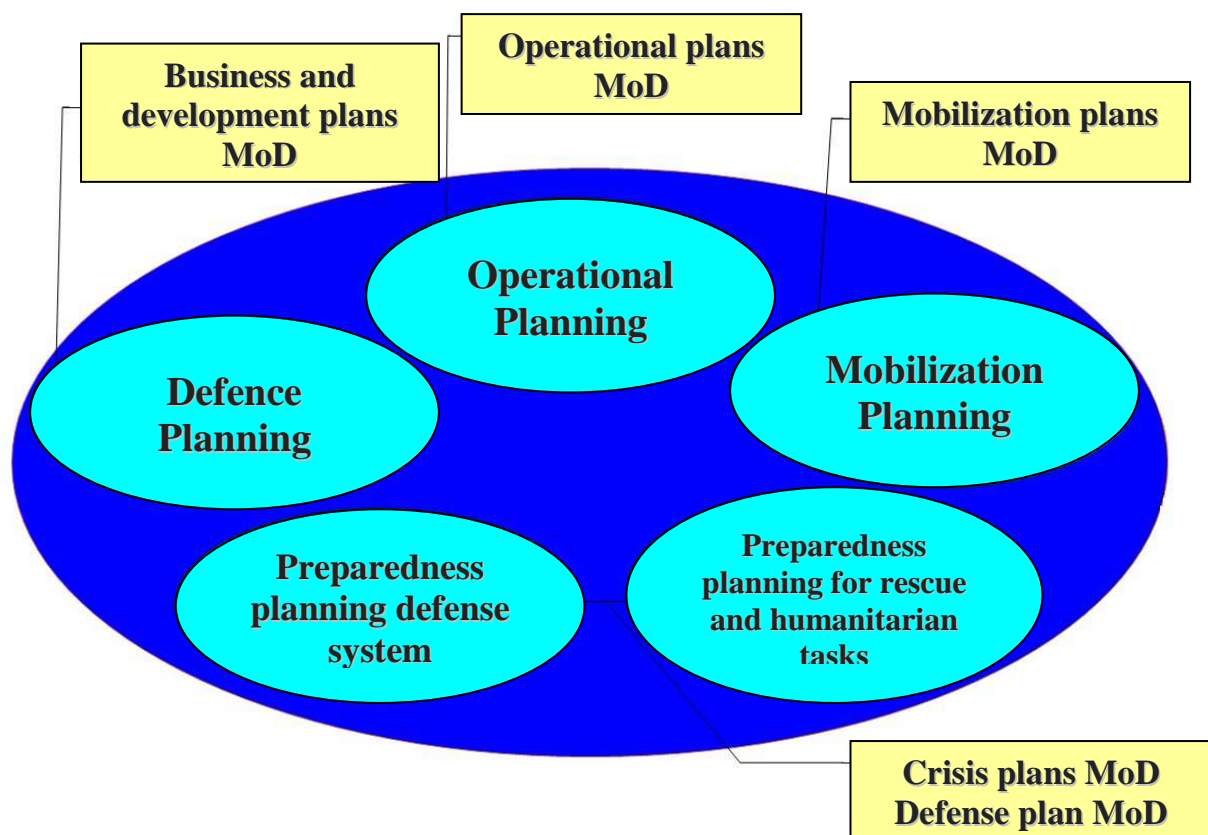 Business and
development plans
MoD
Operational plans
MoD
Mobilization plans
MoD
Operational
Planning
Defence
Planning
Mobilization
Planning
Preparedness
planning defense
system
Preparedness
planning for rescue
and humanitarian
tasks
Crisis plans MoD
Defense plan MoD